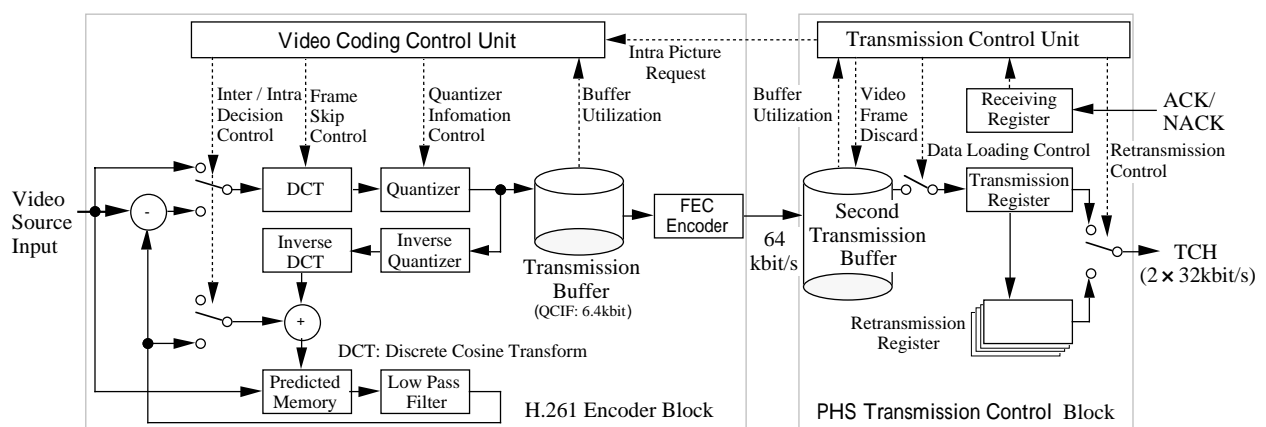 Video Coding Control Unit
Transmission Control Unit
Intra Picture
Request
Inter / Intra
Decision
Control
Frame
Skip
Control
Quantizer
Infomation
Control
Buffer
Utilization
Buffer
Utilization
Video
Frame
Discard
Receiving
Register
ACK/
NACK
Data Loading Control
Retransmission
Control
Video
Source
Input
-
DCT
Quantizer
FEC
Encoder
64
kbit/s
Second
Transmission
Buffer
Transmission
Register
TCH
(2 × 32kbit/s)
Inverse
DCT
Inverse
Quantizer
Transmission
Buffer
(QCIF: 6.4kbit)
+
Retransmission
Register
DCT: Discrete Cosine Transform
Predicted
Memory
Low Pass
Filter
H.261 Encoder Block
PHS Transmission Control Block